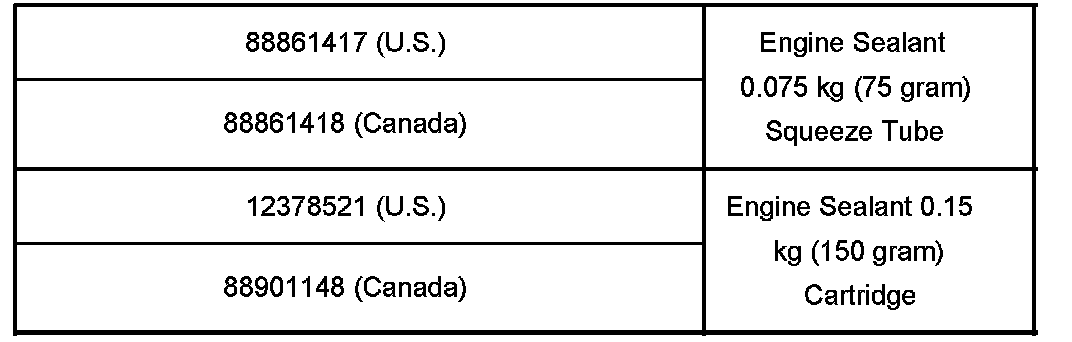 88861417 (U.S.)
88861418 (Canada)
Engine Sealant
0.075 kg (75 gram)
Squeeze Tube
12378521 (U.S.)
88901148 (Canada)
Engine Sealant 0.15
kg (150 gram)
Cartridge